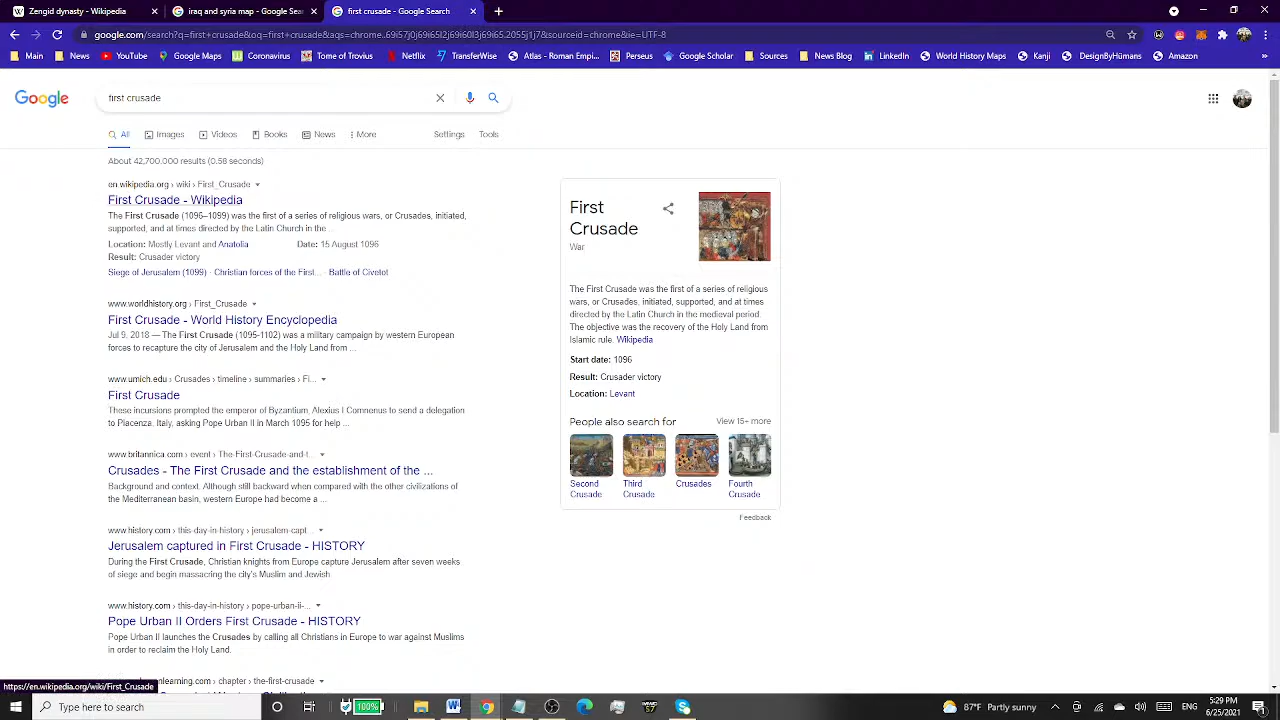 Zengid dynasty - Wikipedia
iraq and syria map - Google Sear
first crusade - Google Search
google.com/search?q=first+crusade&oq=first+crusade&aqs=chrome..69i57j0j69i65l2j69i60l3j69i65.2055j1j7&sourceid=chrome&ie=UTF-8
Main News YouTube Google Maps Coronavirus Tome of Trovius Netflix TransferWise Atlas - Roman Empi... Perseus Google Scholar Sources News Blog LinkedIn World History Maps Kanji DesignByHumans Amazon
Google
first crusade
All Images Videos Books News More Settings Tools
About 42,700,000 results (0.58 seconds)
en.wikipedia.org › wiki › First_Crusade
First Crusade - Wikipedia
The First Crusade (1096–1099) was the first of a series of religious wars, or Crusades, initiated,
supported, and at times directed by the Latin Church in the ...
Location: Mostly Levant and Anatolia Date: 15 August 1096
Result: Crusader victory
Siege of Jerusalem (1099) · Christian forces of the First... · Battle of Civetot
www.worldhistory.org › First_Crusade
First Crusade - World History Encyclopedia
Jul 9, 2018 — The First Crusade (1095-1102) was a military campaign by western European
forces to recapture the city of Jerusalem and the Holy Land from ...
www.umich.edu › Crusades › timeline › summaries › Fi...
First Crusade
These incursions prompted the emperor of Byzantium, Alexius I Comnenus to send a delegation
to Placenza, Italy, asking Pope Urban II in March 1095 for help ...
www.britannica.com › event › The-First-Crusade-and-t...
Crusades - The First Crusade and the establishment of the ...
Background and context. Although still backward when compared with the other civilizations of
the Mediterranean basin, western Europe had become a ...
www.history.com › this-day-in-history › jerusalem-capt...
Jerusalem captured in First Crusade - HISTORY
During the First Crusade, Christian knights from Europe capture Jerusalem after seven weeks
of siege and begin massacring the city's Muslim and Jewish
www.history.com › this-day-in-history › pope-urban-ii-...
Pope Urban II Orders First Crusade - HISTORY
Pope Urban II launches the Crusades by calling all Christians in Europe to war against Muslims
in order to reclaim the Holy Land.
nlearning.com › chapter › the-first-crusade
First
Crusade
War
The First Crusade was the first of a series of religious
wars, or Crusades, initiated, supported, and at times
directed by the Latin Church in the medieval period.
The objective was the recovery of the Holy Land from
Islamic rule. Wikipedia
Start date: 1096
Result: Crusader victory
Location: Levant
People also search for View 15+ more
Second Crusade
Third Crusade
Crusades
Fourth Crusade
Feedback
https://en.wikipedia.org/wiki/First_Crusade
Type here to search
100%
87°F Partly sunny
ENG
5:29 PM
6/25/2021